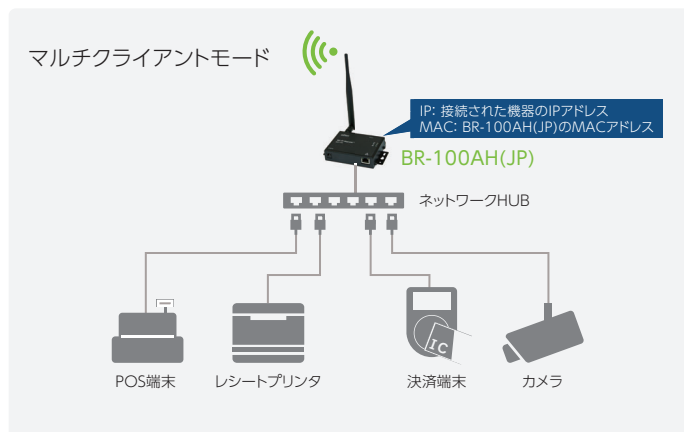 マルチクライアントモード
IP: 接続された機器のIPアドレス
MAC: BR-100AH(JP)のMACアドレス
BR-100AH(JP)
ネットワークHUB
IC
POS端末
レシートプリンタ
決済端末
カメラ